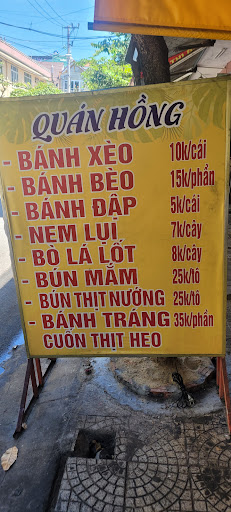 QUÁN HỒNG
- BÁNH XÈO 10k/cái
- BÁNH BÈO 15k/phần
- BÁNH ĐẬP 5k/cái
- NEM LỤI 7k/cây
- BÒ LÁ LỐT 8k/cây
- BÚN MẮM 25k/tô
- BÚN THỊT NƯỚNG 25k/tô
- BÁNH TRÁNG 35k/phần
CUỐN THỊT HEO